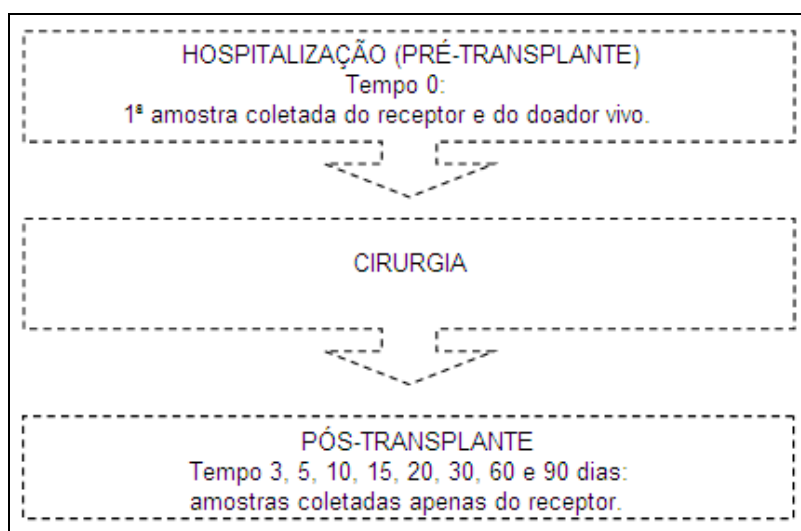 HOSPITALIZAÇÃO (PRÉ-TRANSPLANTE)
Tempo 0:
1ª amostra coletada do receptor e do doador vivo.
CIRURGIA
PÓS-TRANSPLANTE
Tempo 3, 5, 10, 15, 20, 30, 60 e 90 dias:
amostras coletadas apenas do receptor.